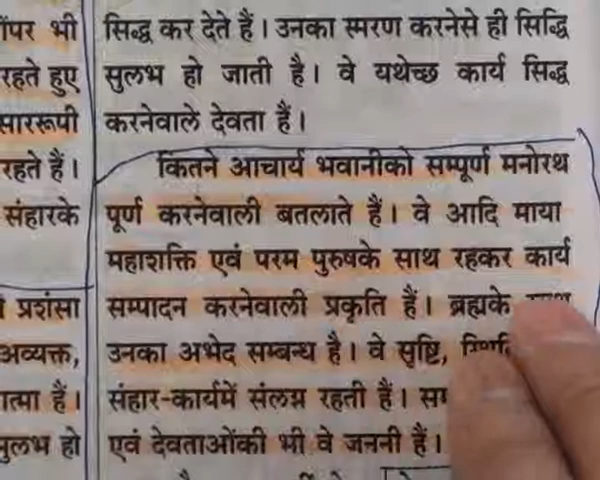 ोंपर भी
रहते हुए
साररूपी
रहते हैं।
संहारके
प्रशंसा
अव्यक्त,
त्मा हैं।
सुलभ हो
सिद्ध कर देते हैं। उनका स्मरण करनेसे ही सिद्धि
सुलभ हो जाती है। वे यथेच्छ कार्य सिद्ध
करनेवाले देवता हैं।
कितने आचार्य भवानीको सम्पूर्ण मनोरथ
पूर्ण करनेवाली बतलाते हैं। वे आदि माया
महाशक्ति एवं परम पुरुषके साथ रहकर कार्य
सम्पादन करनेवाली प्रकृति हैं। ब्रह्मके
उनका अभेद सम्बन्ध है। वे सृष्टि,
संहार-कार्यमें संलग्न रहती हैं।
एवं देवताओंकी भी वे जननी हैं।